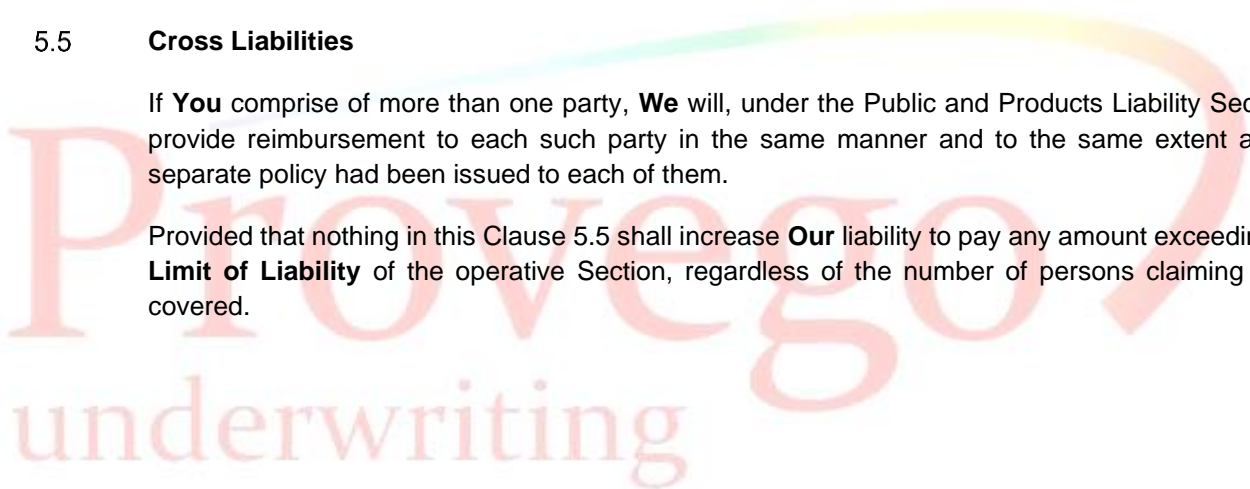 5.5 Cross Liabilities
If You comprise of more than one party, We will, under the Public and Products Liability
provide reimbursement to each such party in the same manner and to the same extent
separate policy had been issued to each of them.
Provided that nothing in this Clause 5.5 shall increase Our liability to pay any amount
Limit of Liability of the operative Section, regardless of the number of persons claiming
covered.
Provego
underwriting